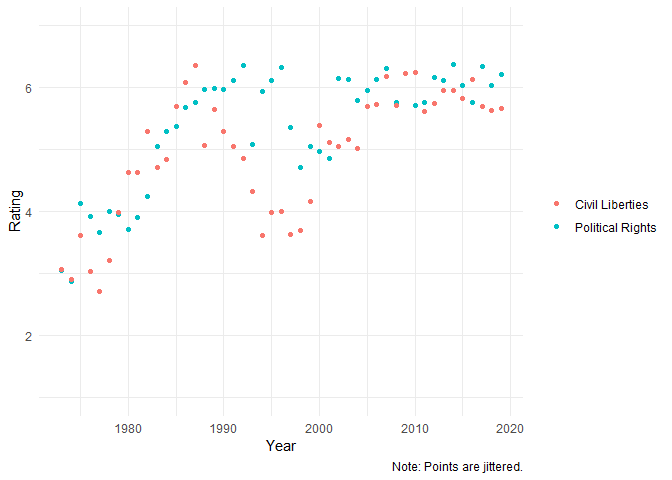 Rating
6
4
2
1980
1990
2000
2010
2020
Year
Civil Liberties
Political Rights
Note: Points are jittered.